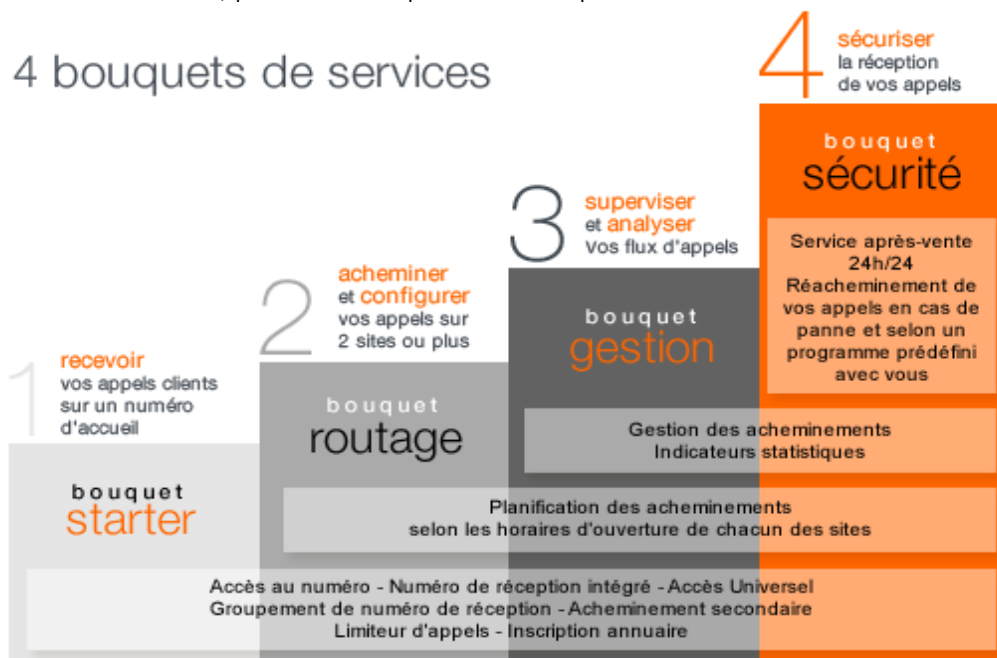 4 bouquets de services
1
recevoir
vos appels clients
sur un numéro
d'accueil
bouquet
starter
2
acheminer
et configurer
vos appels sur
2 sites ou plus
bouquet
routage
3
superviser
et analyser
vos flux d'appels
bouquet
gestion
4
sécuriser
la réception
de vos appels
bouquet
sécurité
Service après-vente
24h/24
Réacheminement de
vos appels en cas de
panne et selon un
programme prédéfini
avec vous
Gestion des acheminements
Indicateurs statistiques
Planification des acheminements
selon les horaires d'ouverture de chacun des sites
Accès au numéro - Numéro de réception intégré - Accès Universel
Groupement de numéro de réception - Acheminement secondaire
Limiteur d'appels - Inscription annuaire